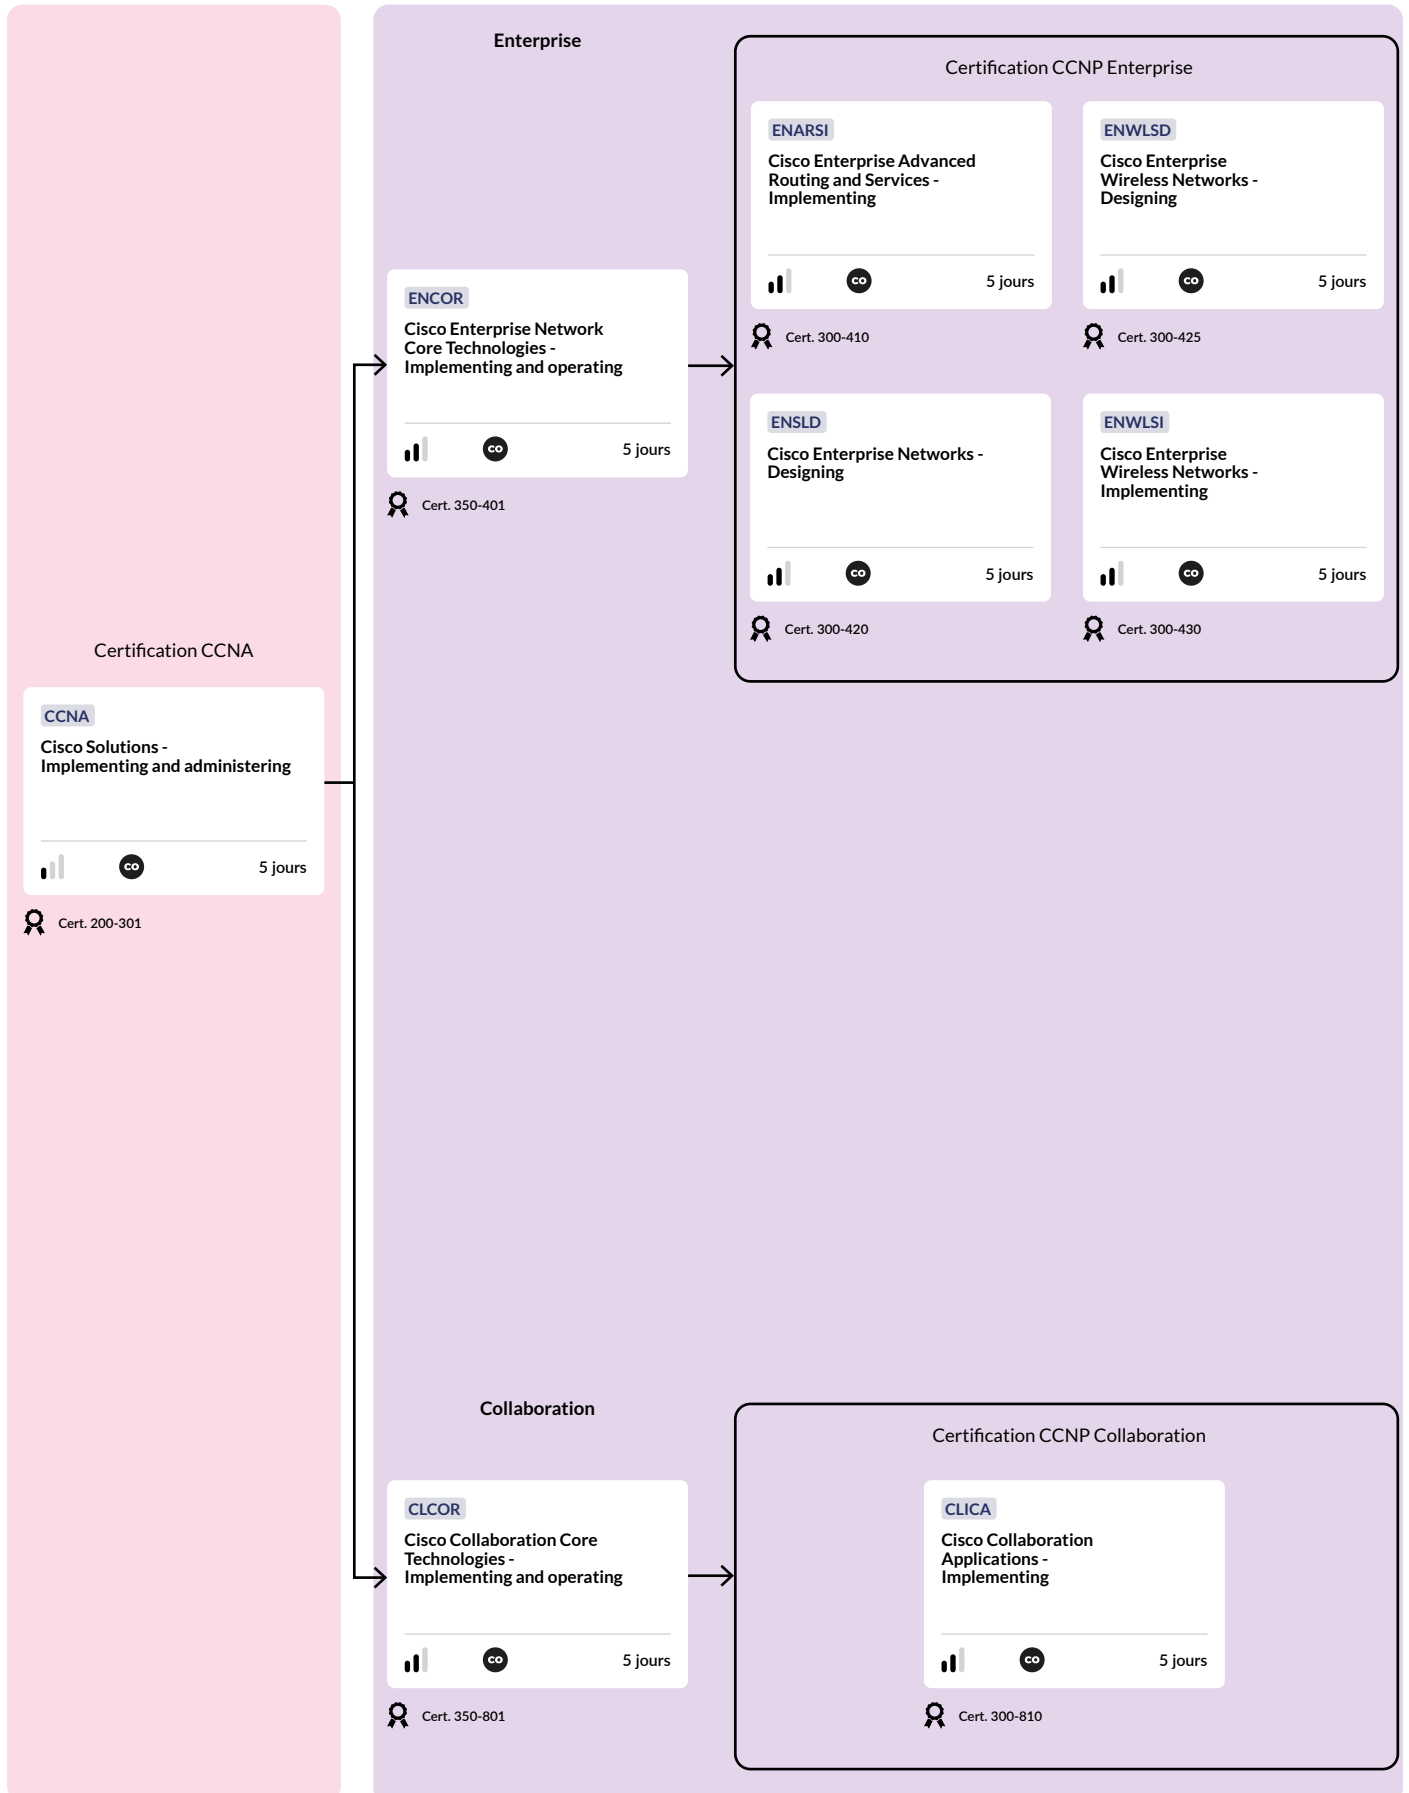 Certification CCNA
CCNA
Cisco Solutions -
Implementing and administering
co
5 jours
Cert. 200-301
Enterprise
ENCOR
Cisco Enterprise Network
Core Technologies -
Implementing and operating
co
5 jours
Cert. 350-401
Certification CCNP Enterprise
ENARSI
Cisco Enterprise Advanced
Routing and Services -
Implementing
co
5 jours
Cert. 300-410
ENWLSD
Cisco Enterprise
Wireless Networks -
Designing
co
5 jours
Cert. 300-425
ENSLD
Cisco Enterprise Networks -
Designing
co
5 jours
Cert. 300-420
ENWLSI
Cisco Enterprise
Wireless Networks -
Implementing
co
5 jours
Cert. 300-430
Collaboration
CLCOR
Cisco Collaboration Core
Technologies -
Implementing and operating
co
5 jours
Cert. 350-801
Certification CCNP Collaboration
CLICA
Cisco Collaboration
Applications -
Implementing
co
5 jours
Cert. 300-810